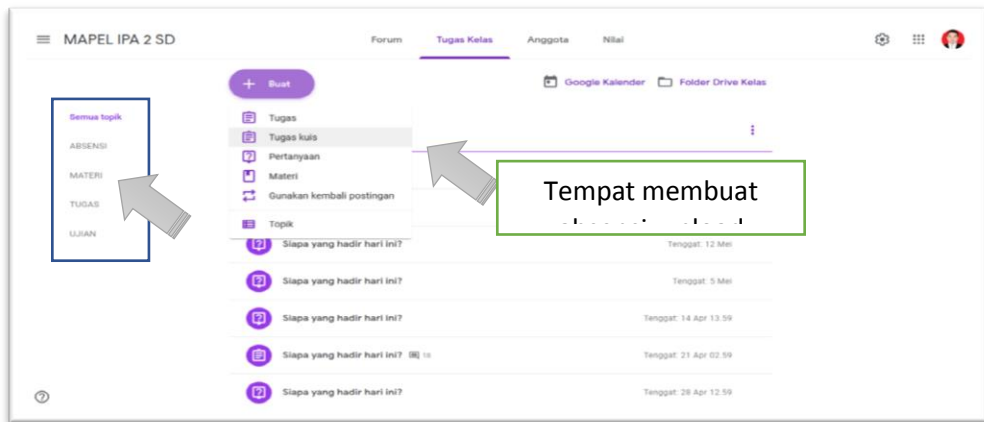 MAPEL IPA 2 SD
Forum Tugas Kelas Anggota Nilai
Buat
Google Kalender Folder Drive Kelas
Semua topik
ABSENSI
MATERI
TUGAS
UJIAN
Tugas
Tugas kuis
Pertanyaan
Materi
Gunakan kembali postingan
Topik
Tempat membuat
Siapa yang hadir hari ini? Tenggat: 12 Mei
Siapa yang hadir hari ini? Tenggat: 5 Mei
Siapa yang hadir hari ini? Tenggat: 14 Apr 13.59
Siapa yang hadir hari ini? 18 Tenggat: 21 Apr 02.59
Siapa yang hadir hari ini? Tenggat: 28 Apr 12.59